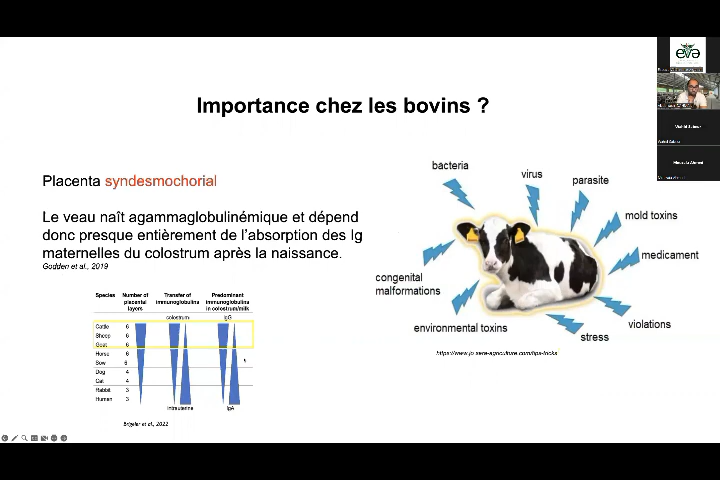 Importance chez les bovins ?
Placenta syndesmochorial
Le veau naît agammaglobulinémique et dépend
donc presque entièrement de l'absorption des Ig
maternelles du colostrum après la naissance.
Godden et al., 2019
Species Number of placental layers Transfer of immunoglobulins Predominant immunoglobulins in colostrum/milk
colostrum IgG
Cattle 6
Sheep 6
Goat 6
Horse 6
Sow 6
Dog 4
Cat 4
Rabbit 3
Human 3
intrauterine IgA
bacteria
virus
parasite
mold toxins
medicament
violations
stress
environmental toxins
congenital
malformations
eva